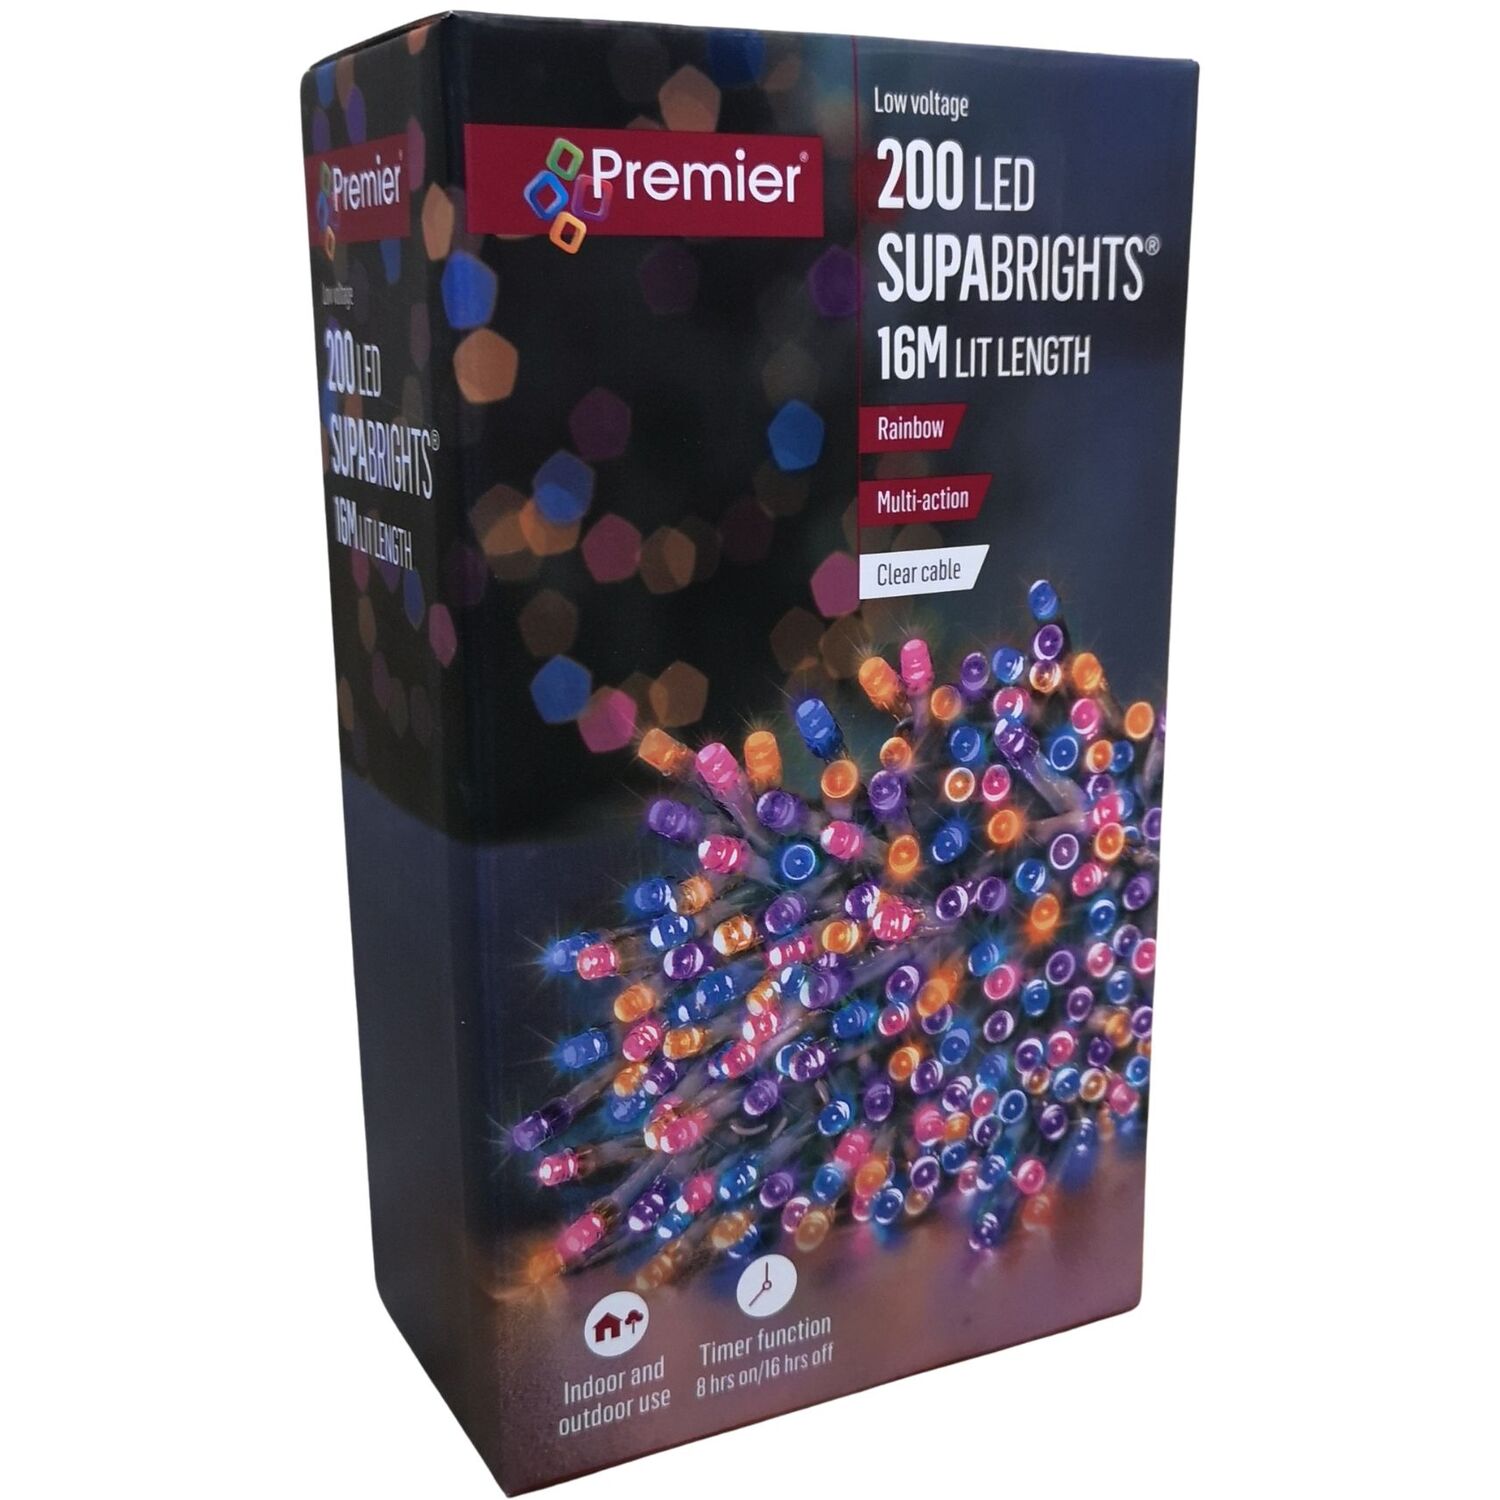 Premier®
Low voltage
200 LED
SUPABRIGHTS®
16M LIT LENGTH
Premier®
Low voltage
200 LED
SUPABRIGHTS®
16M LIT LENGTH
Rainbow
Multi-action
Clear cable
Indoor and
outdoor use
Timer function
8 hrs on/16 hrs off